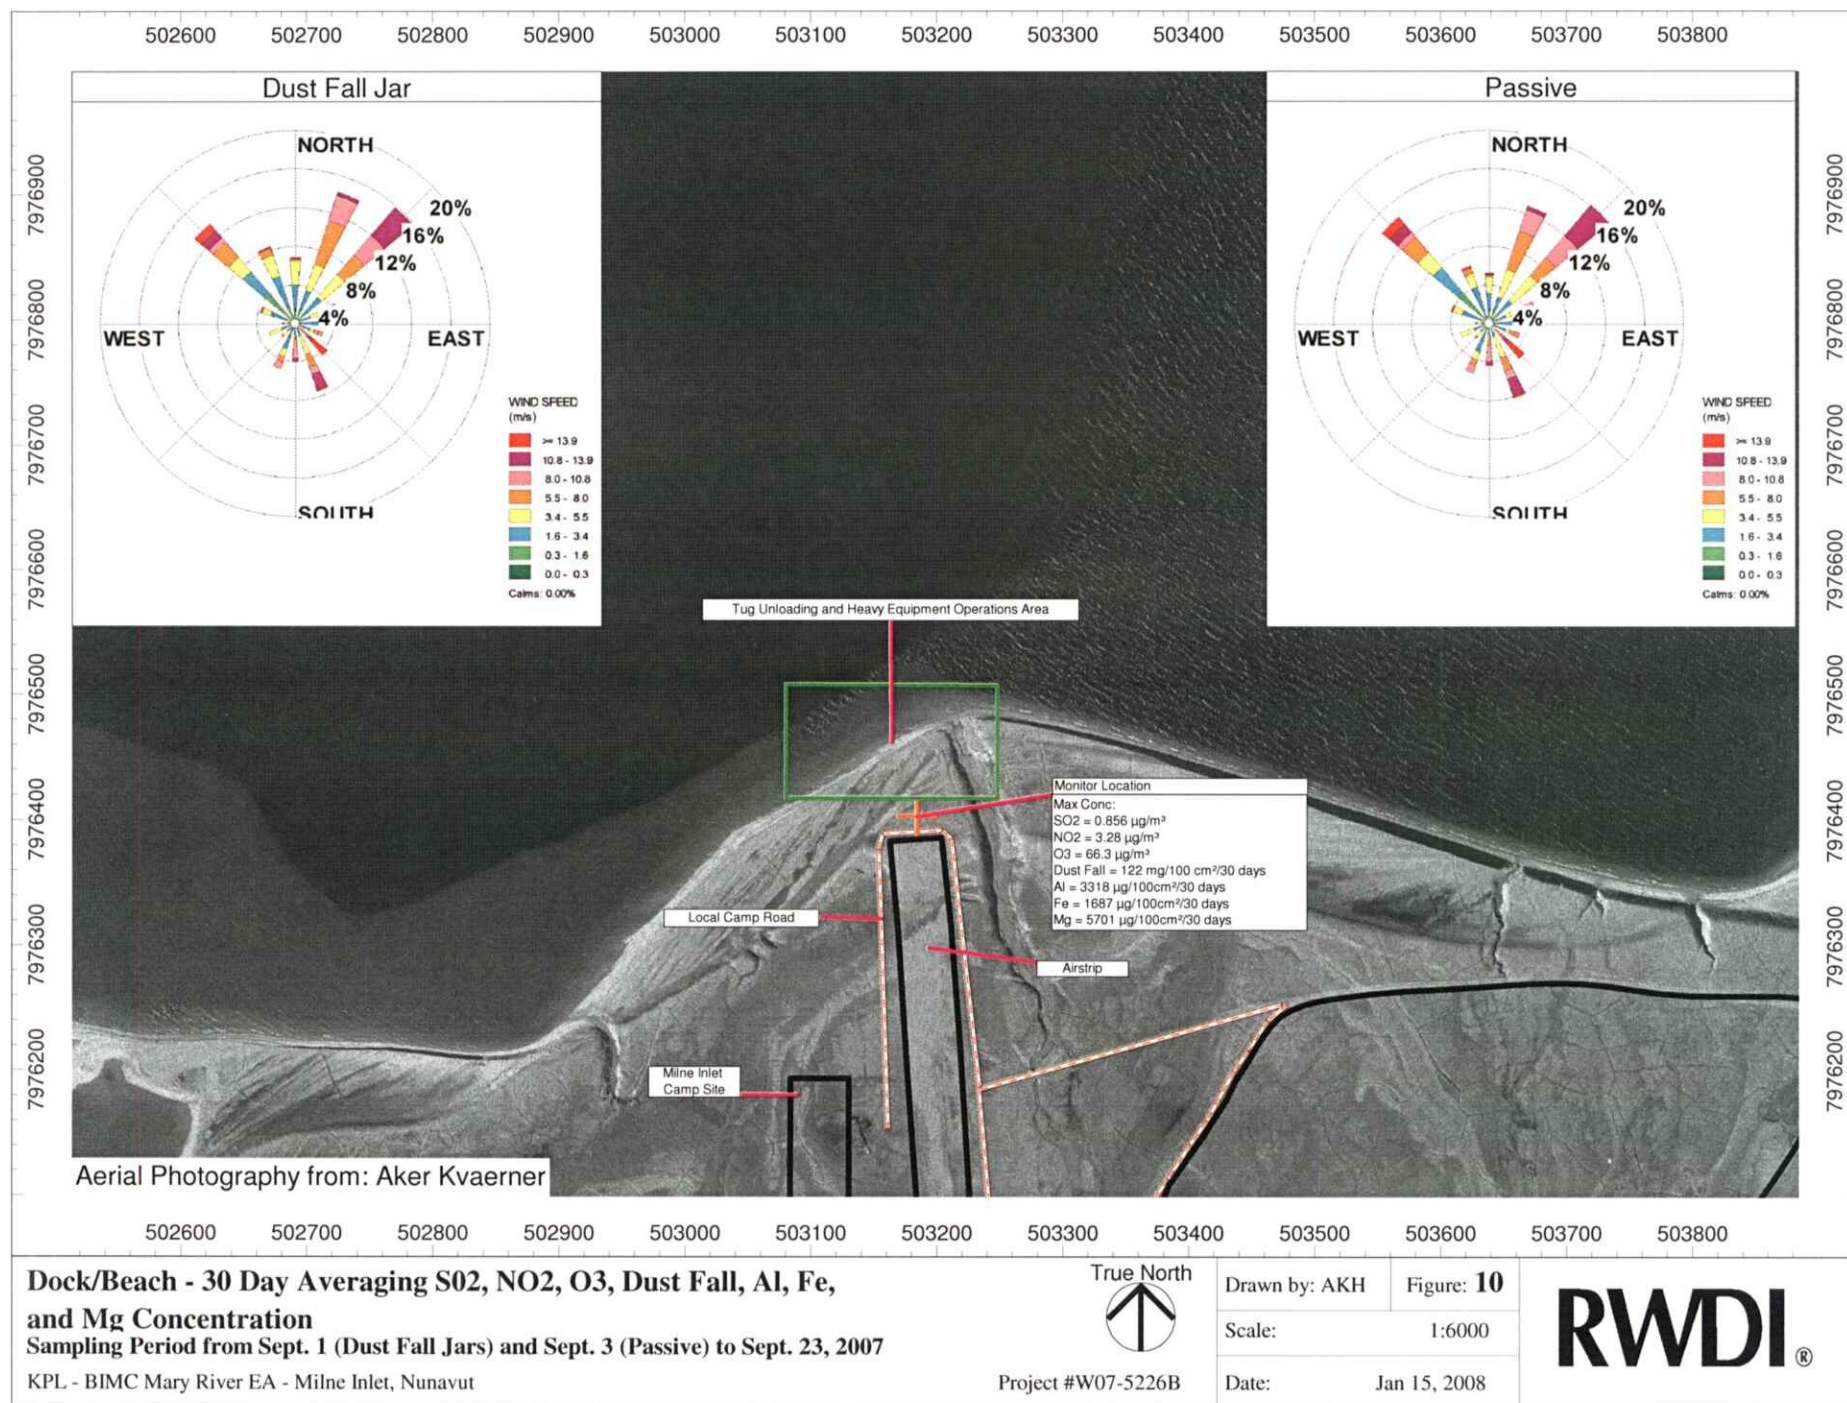 502600 502700 502800 502900 503000 503100 503200 503300 503400 503500 503600 503700 503800
7976900
7976800
7976700
7976600
7976500
7976400
7976300
7976200
Dust Fall Jar
NORTH
20%
16%
12%
8%
4%
WEST
EAST
SOUTH
WIND SPEED
(m/s)
>= 13.9
10.8 - 13.9
8.0 - 10.8
5.5 - 8.0
3.4 - 5.5
1.6 - 3.4
0.3 - 1.6
0.0 - 0.3
Calms: 0.00%
Passive
NORTH
20%
16%
12%
8%
4%
WEST
EAST
SOUTH
WIND SPEED
(m/s)
>= 13.9
10.8 - 13.9
8.0 - 10.8
5.5 - 8.0
3.4 - 5.5
1.6 - 3.4
0.3 - 1.6
0.0 - 0.3
Calms: 0.00%
7976900
7976800
7976700
7976600
7976500
7976400
7976300
7976200
Tug Unloading and Heavy Equipment Operations Area
Monitor Location
Max Conc:
SO2 = 0.856 µg/m³
NO2 = 3.28 µg/m³
O3 = 66.3 µg/m³
Dust Fall = 122 mg/100 cm²/30 days
Al = 3318 µg/100cm²/30 days
Fe = 1687 µg/100cm²/30 days
Mg = 5701 µg/100cm²/30 days
Local Camp Road
Airstrip
Milne Inlet
Camp Site
Aerial Photography from: Aker Kvaerner
502600 502700 502800 502900 503000 503100 503200 503300 503400 503500 503600 503700 503800
Dock/Beach - 30 Day Averaging S02, NO2, O3, Dust Fall, Al, Fe,
and Mg Concentration
Sampling Period from Sept. 1 (Dust Fall Jars) and Sept. 3 (Passive) to Sept. 23, 2007
KPL - BIMC Mary River EA - Milne Inlet, Nunavut
True North
Project #W07-5226B
Drawn by: AKH Figure: 10
Scale: 1:6000
Date: Jan 15, 2008
RWDI®